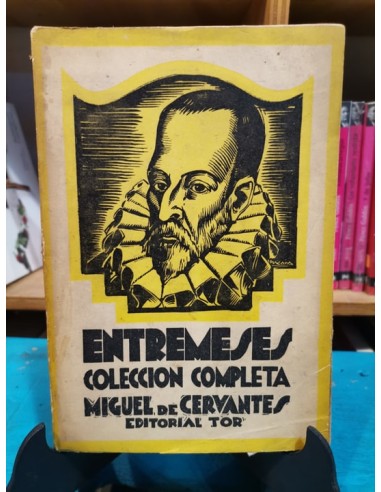 ENTREMESES
COLECCION COMPLETA
MIGUEL DE CERVANTES
EDITORIAL TOR